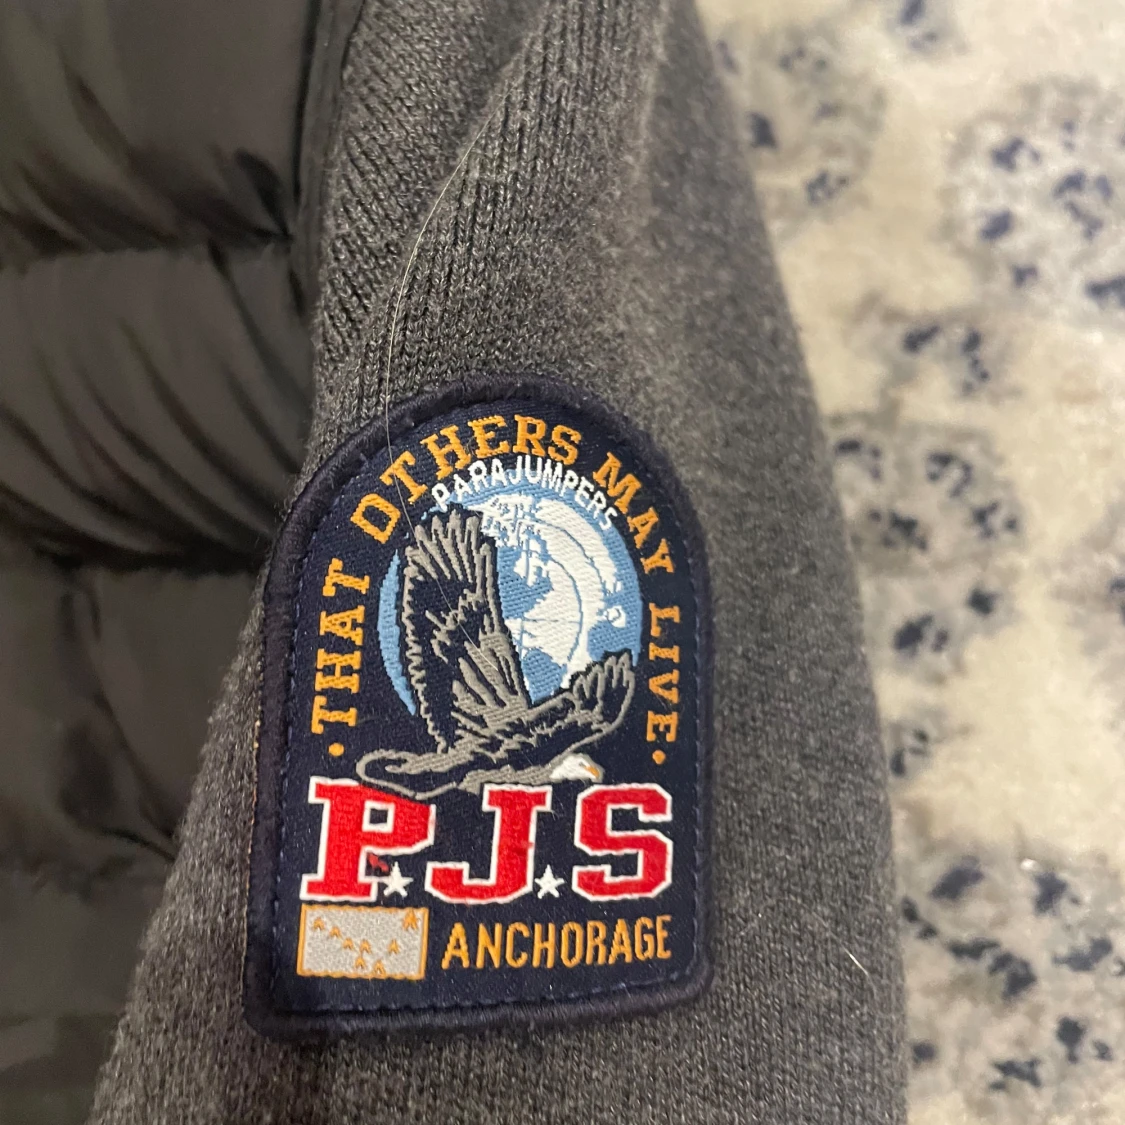 ·THAT OTHERS MAY LIVE·
PARAJUMPERS
P.J.S
ANCHORAGE